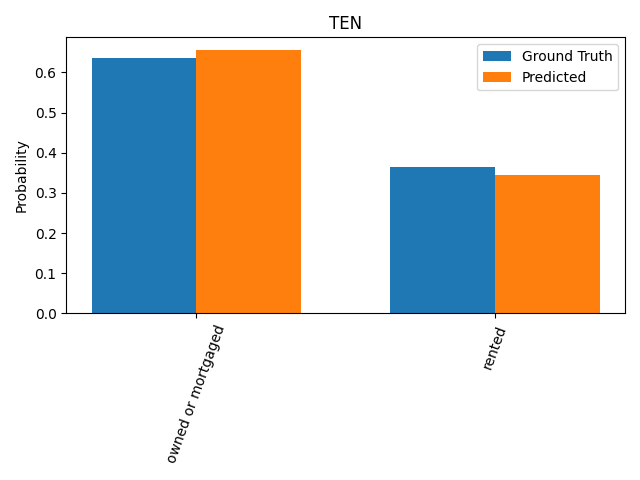 TEN
Probability
0.6
0.5
0.4
0.3
0.2
0.1
0.0
Ground Truth
Predicted
owned or mortgaged
rented